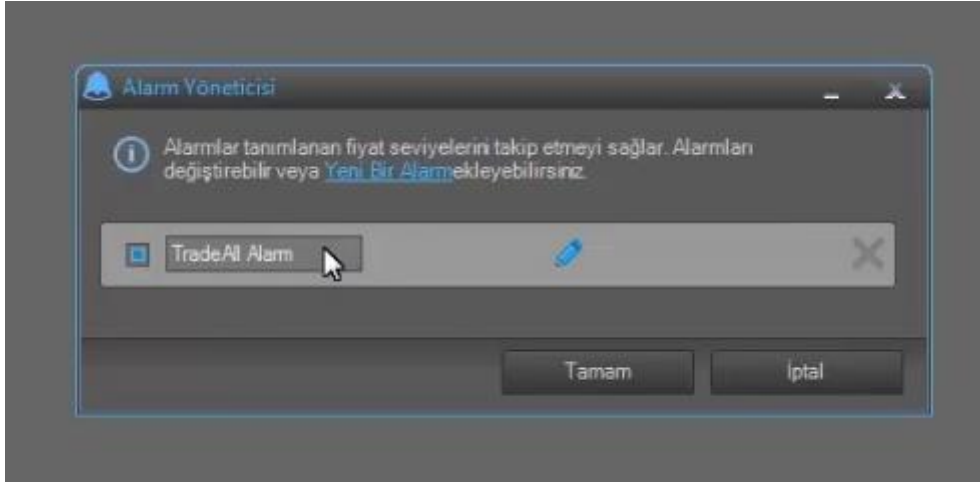 Alarm Yöneticisi
Alarmlar tanımlanan fiyat seviyelerini takip etmeyi sağlar. Alarmları
değiştirebilir veya Yeni Bir Alarmekleyebilirsiniz.
TradeAll Alarm
Tamam
İptal